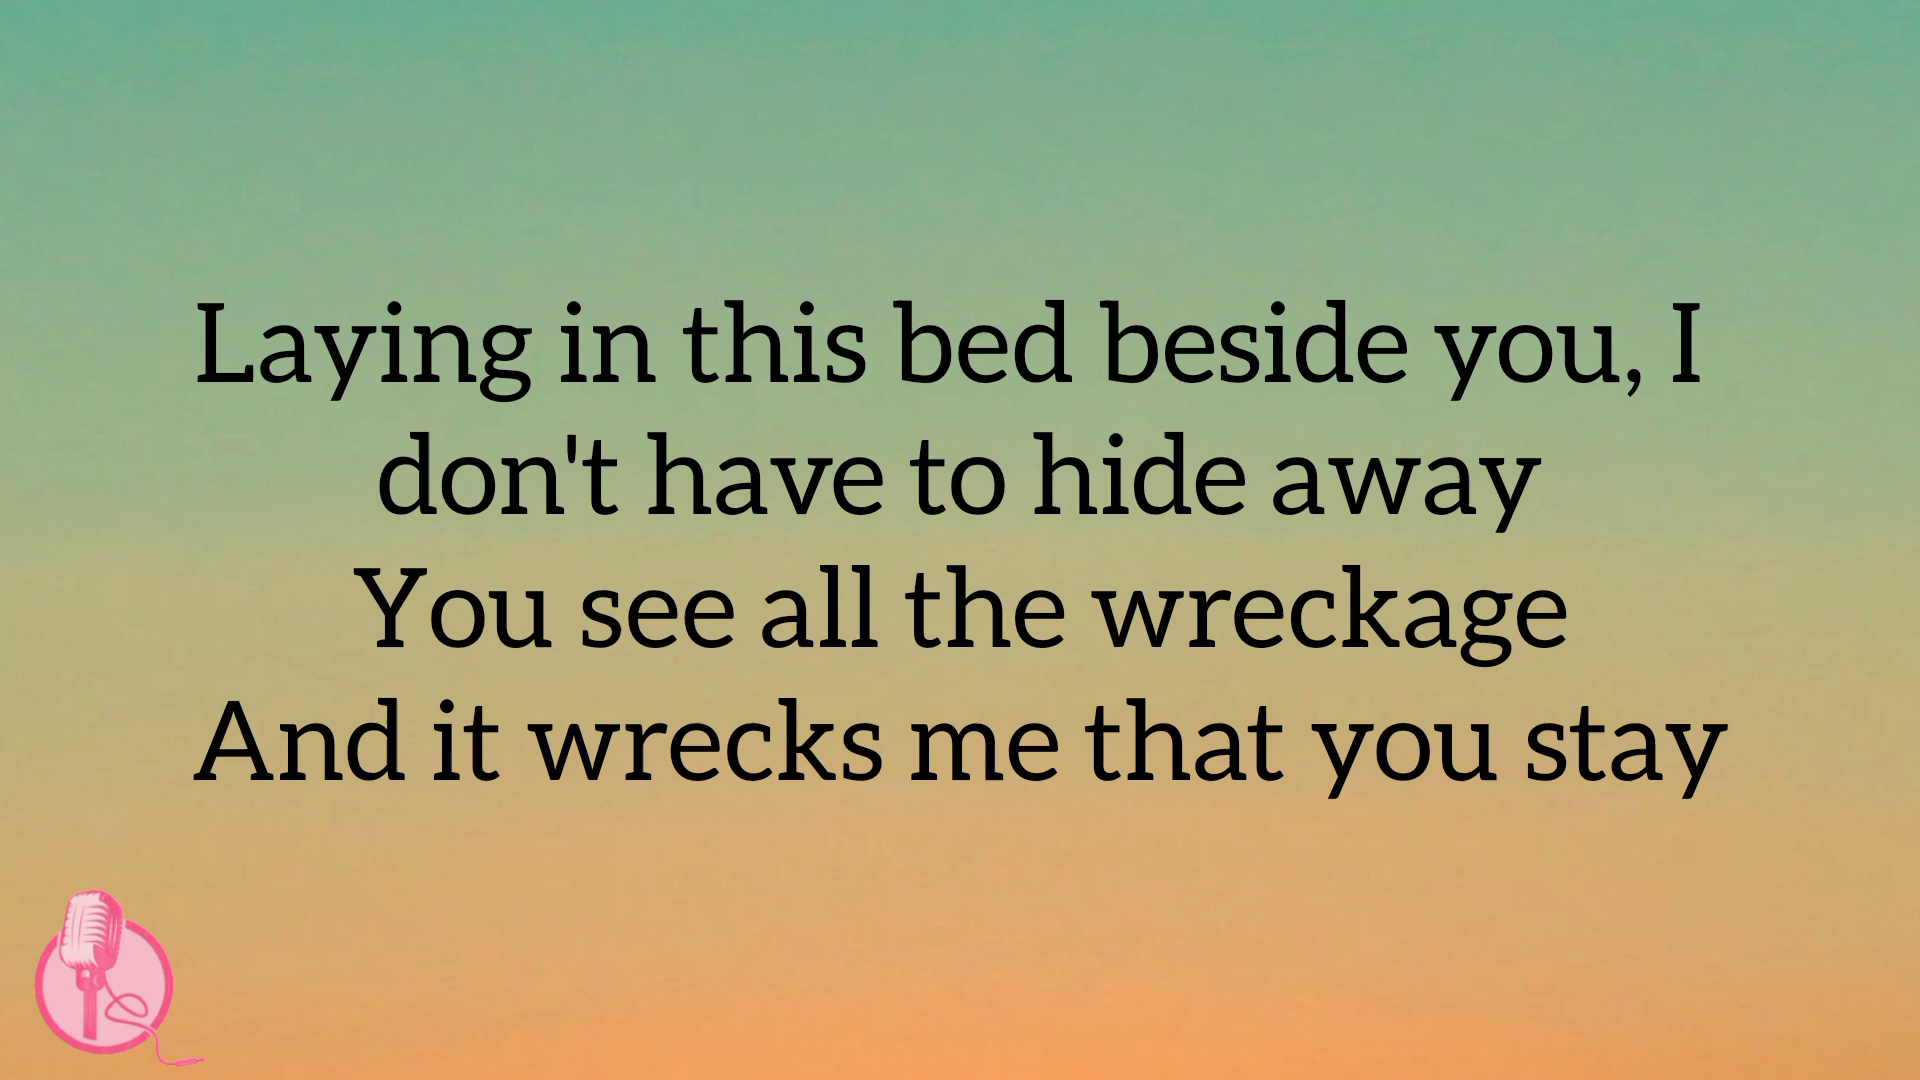 Laying in this bed beside you, I
don't have to hide away
You see all the wreckage
And it wrecks me that you stay